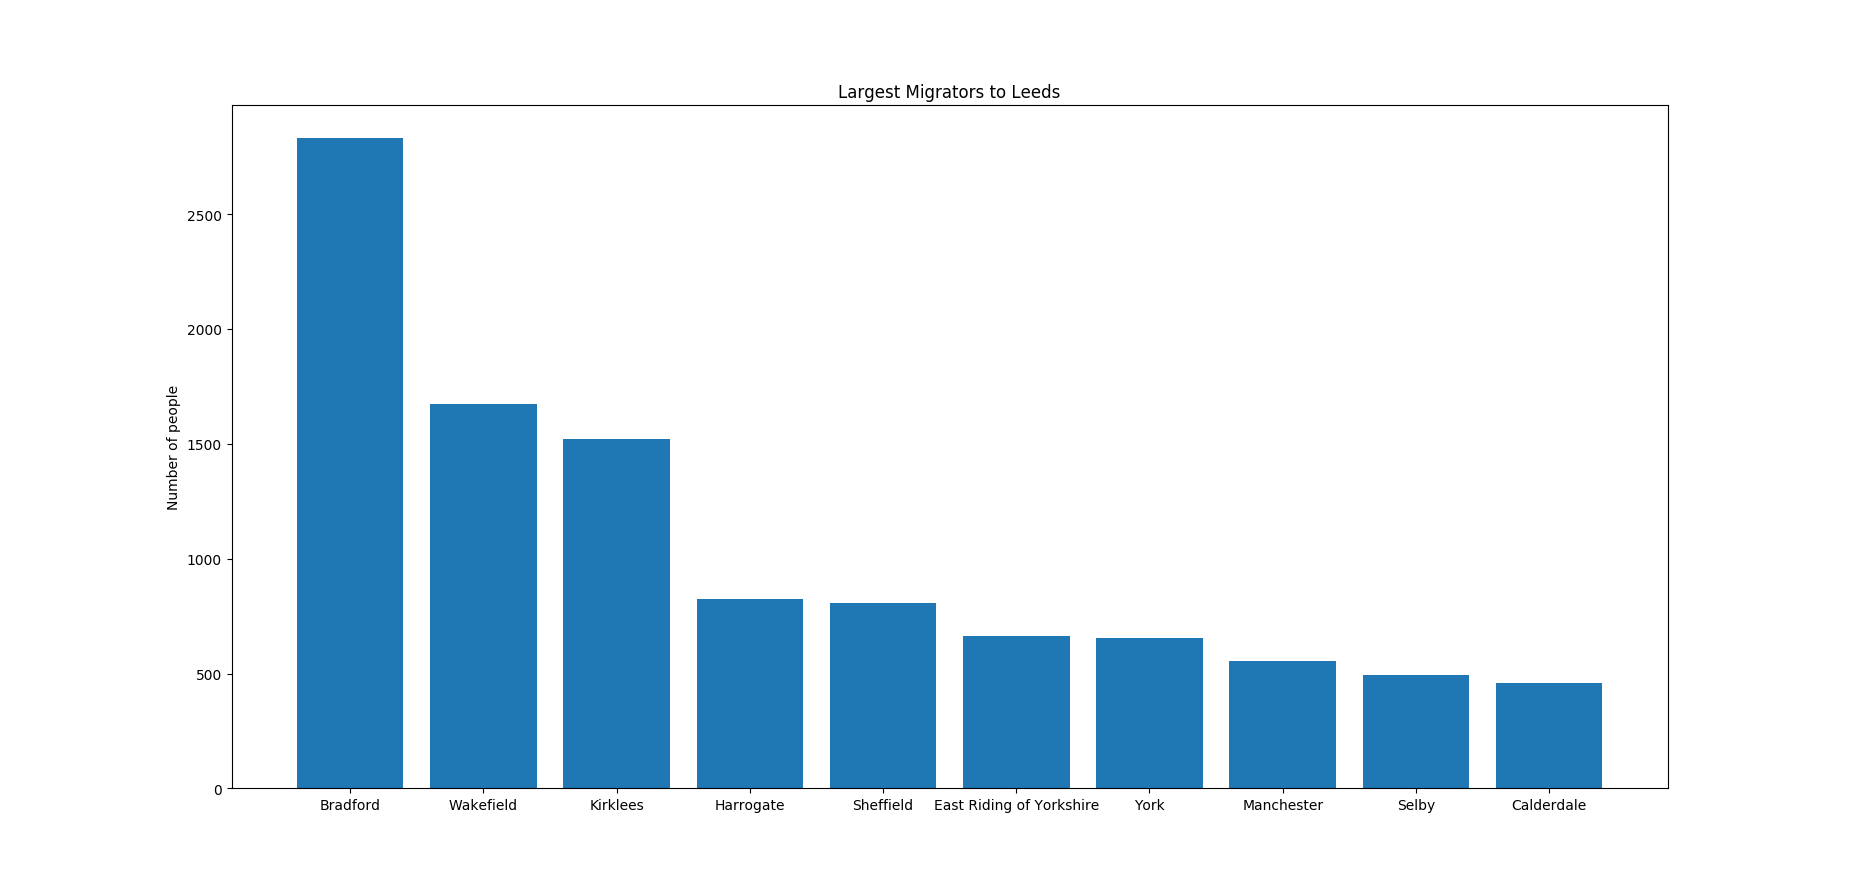 Largest Migrators to Leeds
Number of people
2500
2000
1500
1000
500
0
Bradford Wakefield Kirklees Harrogate Sheffield East Riding of Yorkshire York Manchester Selby Calderdale